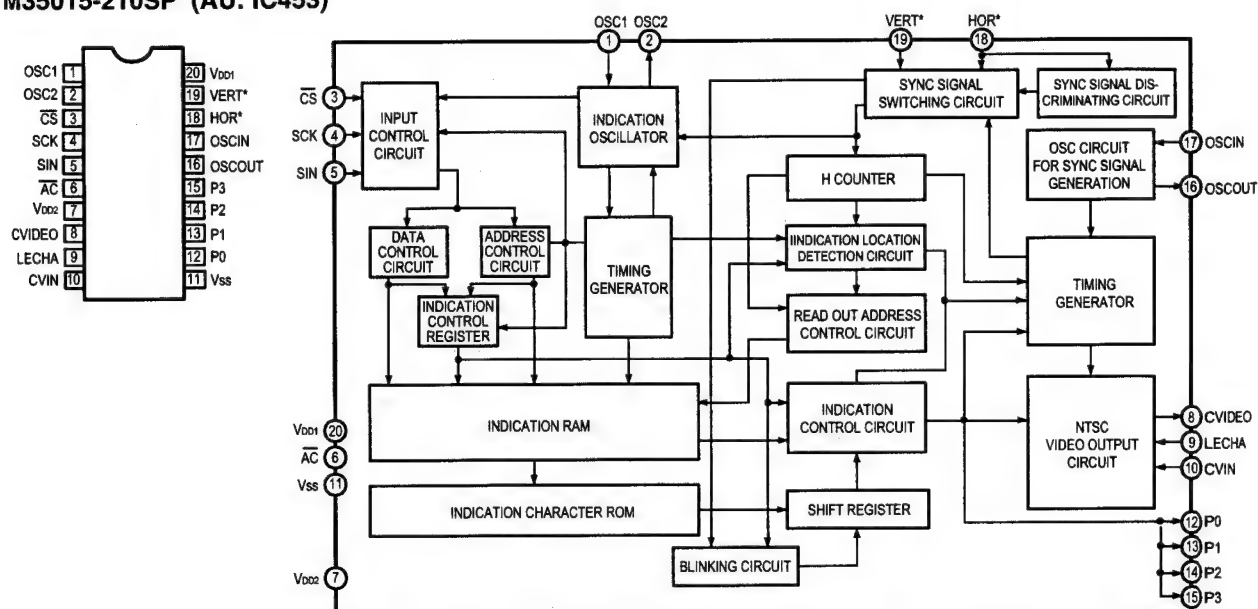 M35015-210SP (AU: IC453)
OSC1 1
OSC2 2
CS 3
SCK 4
SIN 5
AC 6
VDD2 7
CVIDEO 8
LECHA 9
CVIN 10
20 VDD1
19 VERT*
18 HOR*
17 OSCIN
16 OSCOUT
15 P3
14 P2
13 P1
12 P0
11 Vss
OSC1 OSC2
1 2
VERT* HOR*
19 18
CS 3
SCK 4
SIN 5
INPUT
CONTROL
CIRCUIT
INDICATION
OSCILLATOR
SYNC SIGNAL
SWITCHING CIRCUIT
SYNC SIGNAL DIS-
CRIMINATING CIRCUIT
OSC CIRCUIT
FOR SYNC SIGNAL
GENERATION
17 OSCIN
16 OSCOUT
H COUNTER
DATA
CONTROL
CIRCUIT
ADDRESS
CONTROL
CIRCUIT
TIMING
GENERATOR
IINDICATION LOCATION
DETECTION CIRCUIT
TIMING
GENERATOR
INDICATION
CONTROL
REGISTER
READ OUT ADDRESS
CONTROL CIRCUIT
INDICATION RAM
INDICATION
CONTROL CIRCUIT
NTSC
VIDEO OUTPUT
CIRCUIT
8 CVIDEO
9 LECHA
10 CVIN
VDD1 20
AC 6
Vss 11
INDICATION CHARACTER ROM
SHIFT REGISTER
BLINKING CIRCUIT
VDD2 7
12 P0
13 P1
14 P2
15 P3